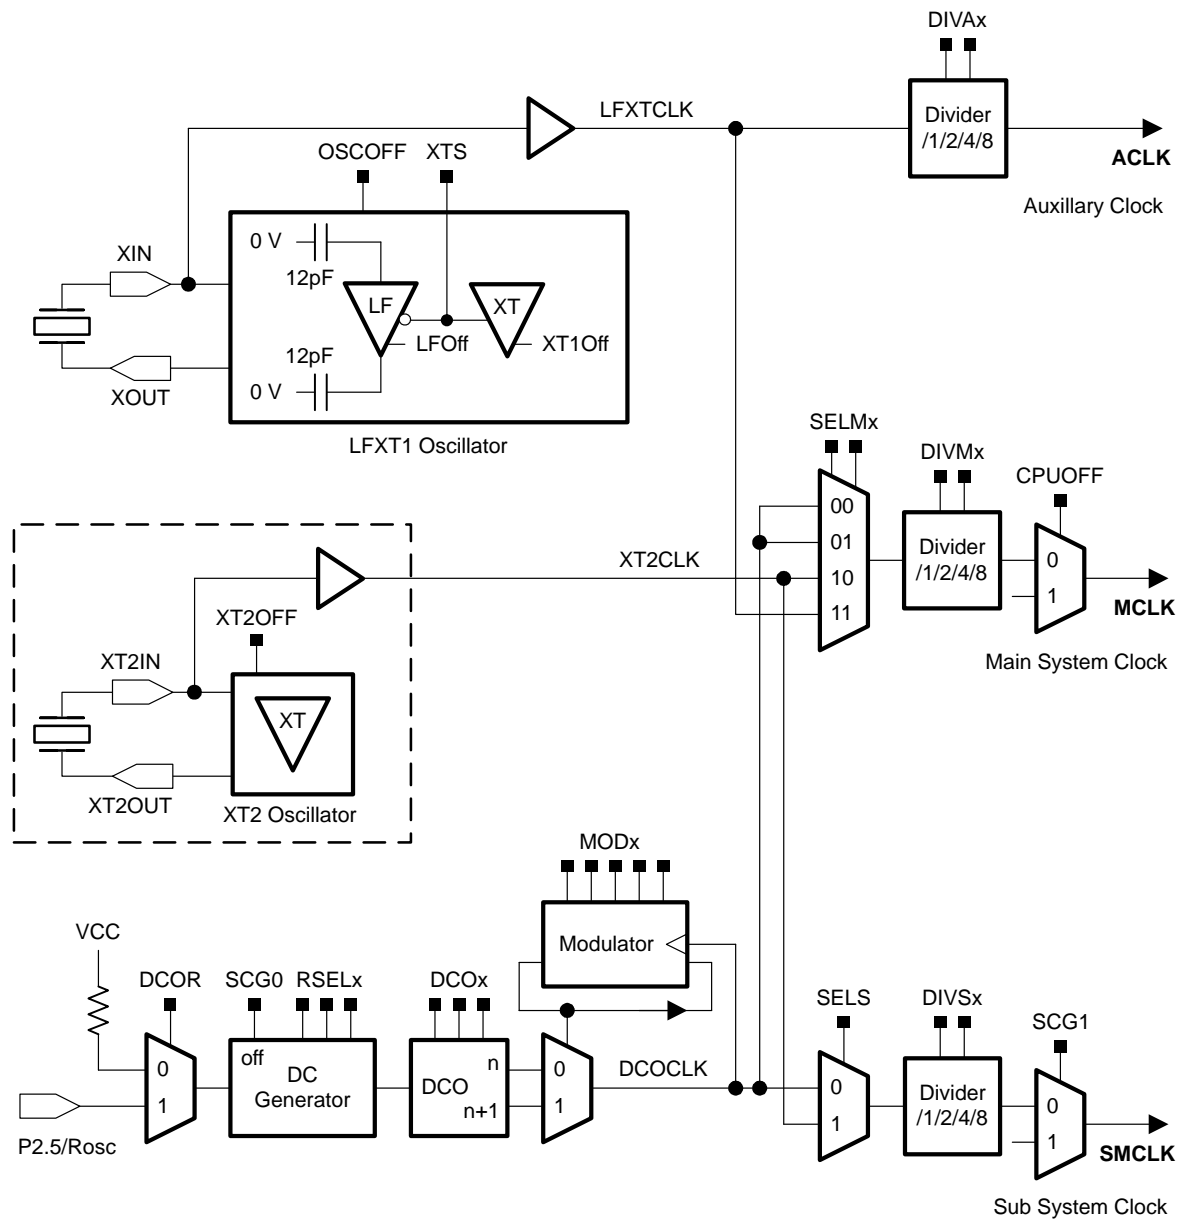 DIVAx
LFXTCLK
Divider
/1/2/4/8
ACLK
Auxillary Clock
OSCOFF
XTS
XIN
0 V
12pF
LF
XT
LFOff
XT1Off
12pF
0 V
XOUT
LFXT1 Oscillator
SELMx
DIVMx
CPUOFF
00
01
10
11
Divider
/1/2/4/8
0
1
MCLK
Main System Clock
XT2CLK
XT2OFF
XT2IN
XT
XT2OUT
XT2 Oscillator
MODx
Modulator
VCC
DCOR
SCG0
RSELx
DCOx
0
1
off
DC
Generator
DCO
n
n+1
0
1
DCOCLK
P2.5/Rosc
SELS
DIVSx
SCG1
0
1
Divider
/1/2/4/8
0
1
SMCLK
Sub System Clock